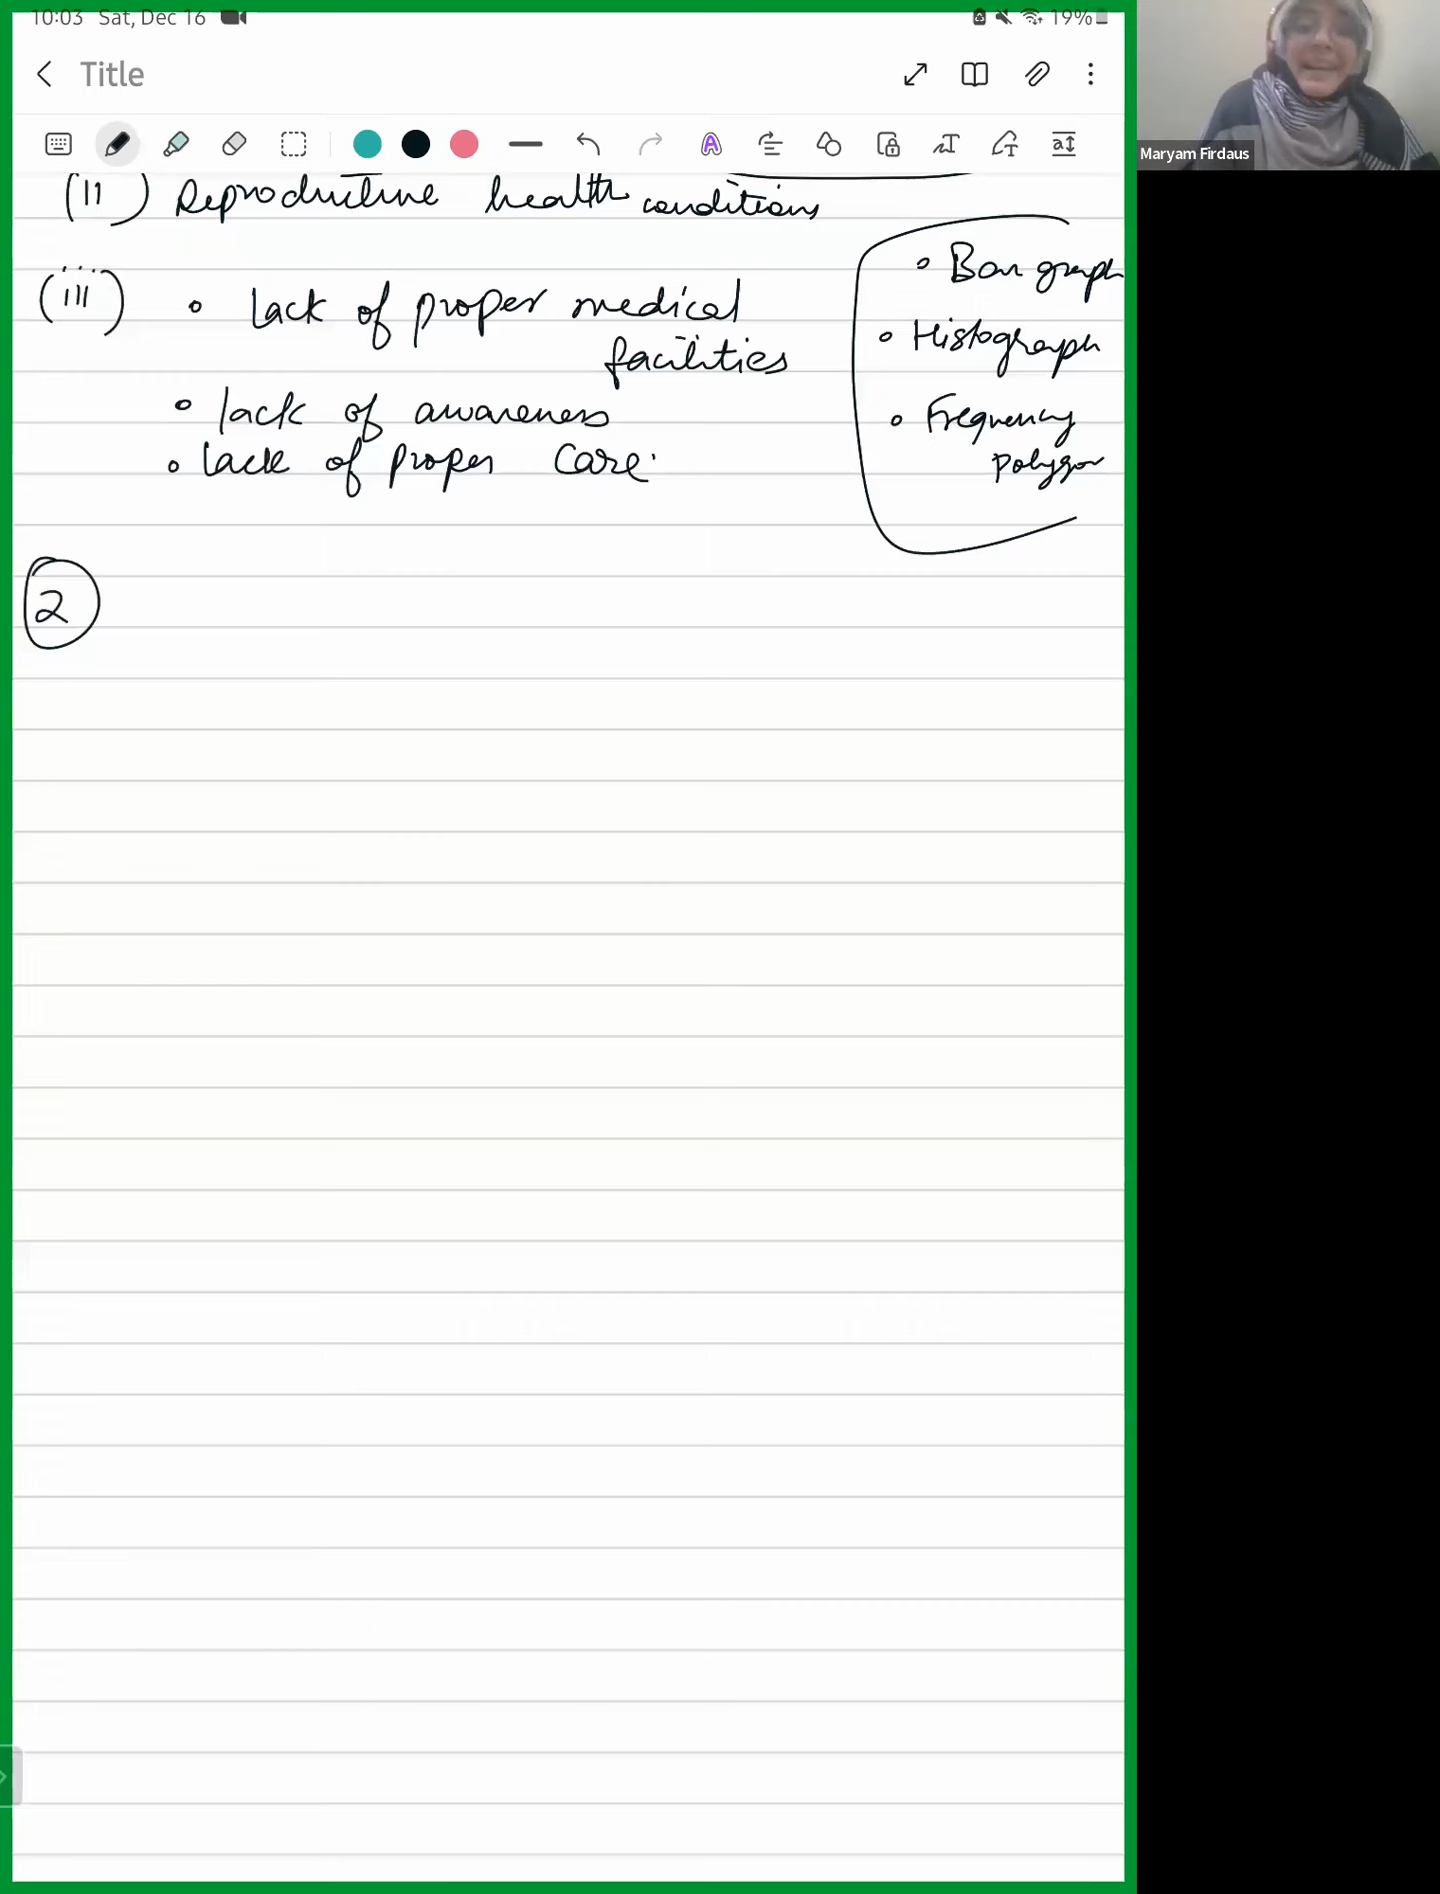 10:03 Sat, Dec 16
19%
Title
Maryam Firdaus
(ii) Reproductive health conditions
(iii) • lack of proper medical
facilities
• lack of awareness
• lack of proper care.
• Bar graph
• Histograph
• Frequency
polygon
2